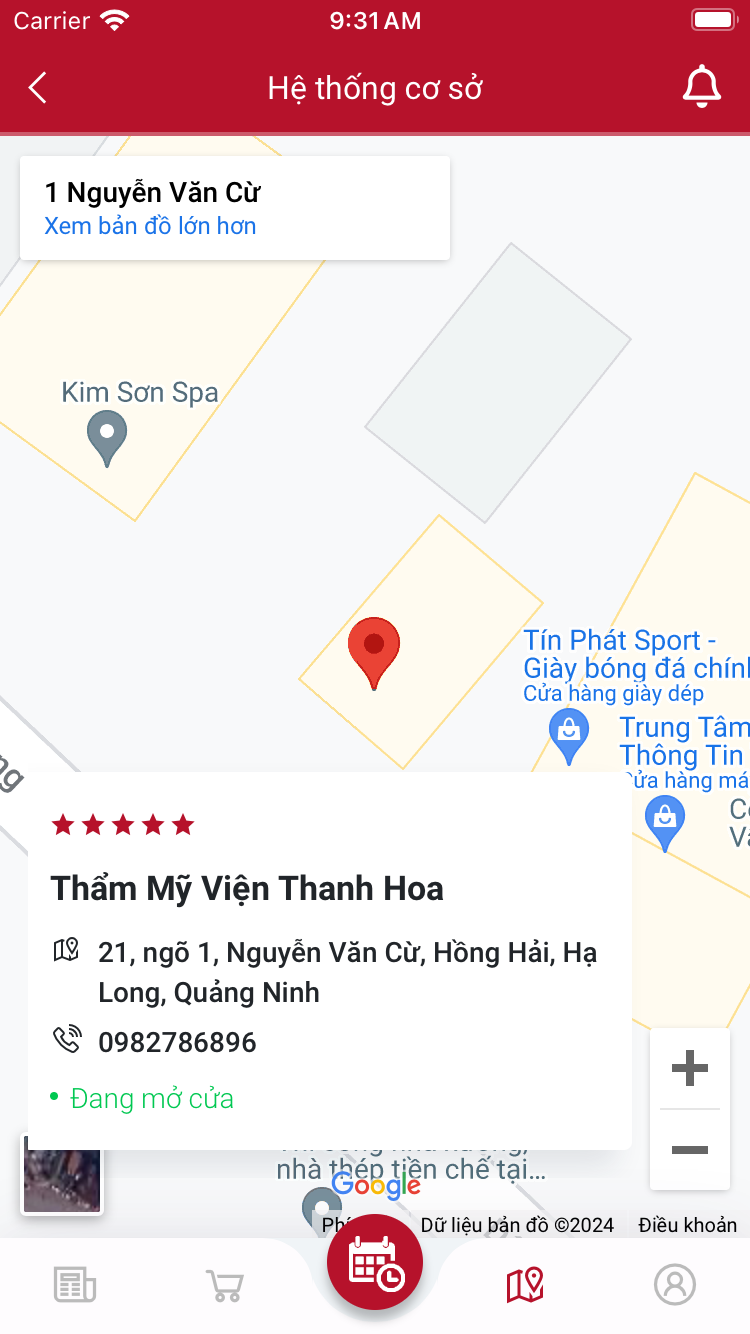 Carrier
9:31 AM
Hệ thống cơ sở
1 Nguyễn Văn Cừ
Xem bản đồ lớn hơn
Kim Sơn Spa
Tín Phát Sport -
Giày bóng đá chính
Cửa hàng giày dép
Trung Tâm
Thông Tin
Cửa hàng má
Thẩm Mỹ Viện Thanh Hoa
21, ngõ 1, Nguyễn Văn Cừ, Hồng Hải, Hạ
Long, Quảng Ninh
0982786896
Đang mở cửa
nhà thép tiền chế tại...
Google
Dữ liệu bản đồ ©2024
Điều khoản